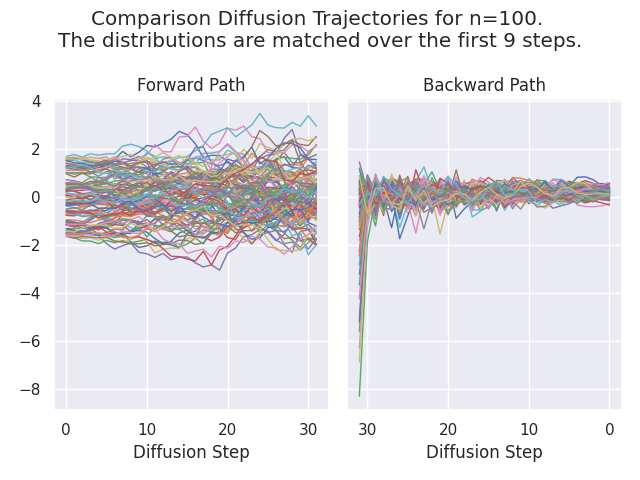 Comparison Diffusion Trajectories for n=100.
The distributions are matched over the first 9 steps.
Forward Path
Backward Path
4
2
0
−2
−4
−6
−8
0 10 20 30
30 20 10 0
Diffusion Step
Diffusion Step